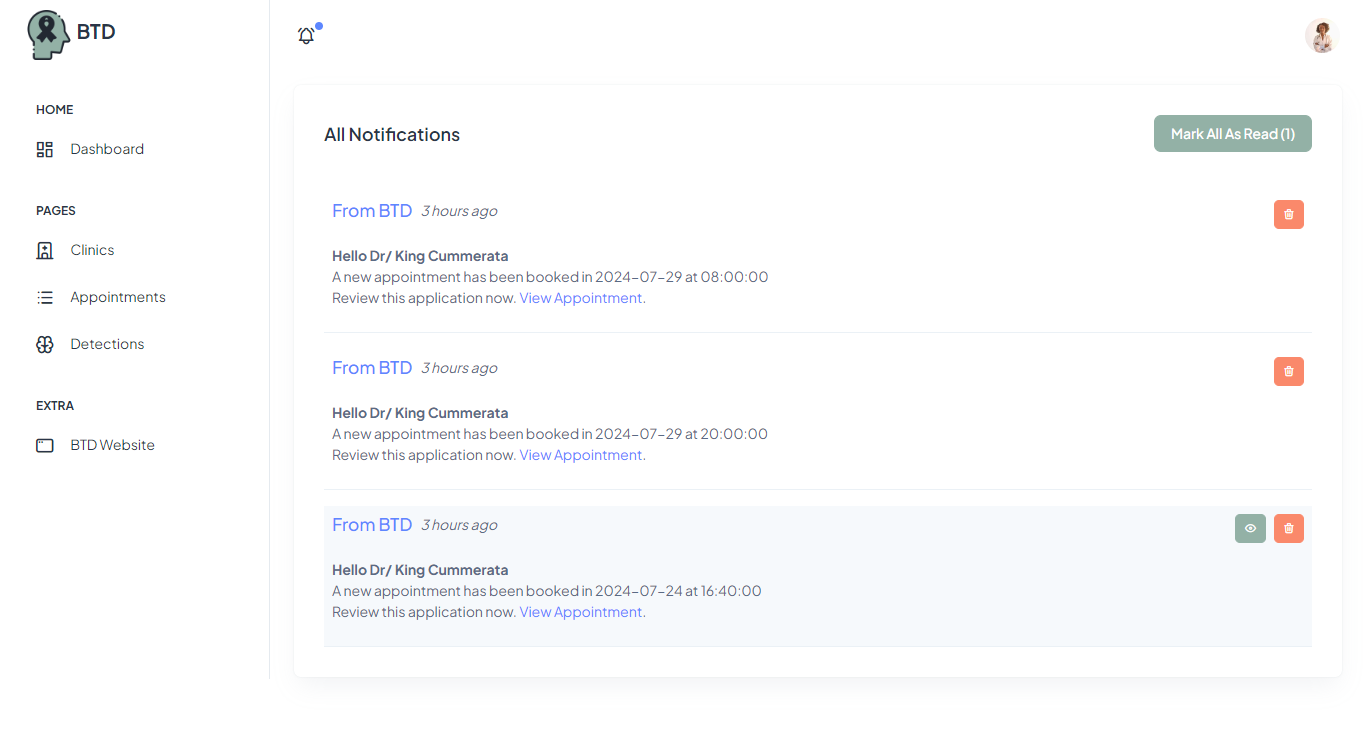 BTD
HOME
Dashboard
PAGES
Clinics
Appointments
Detections
EXTRA
BTD Website
All Notifications
Mark All As Read (1)
From BTD 3 hours ago
Hello Dr/ King Cummerata
A new appointment has been booked in 2024-07-29 at 08:00:00
Review this application now. View Appointment.
From BTD 3 hours ago
Hello Dr/ King Cummerata
A new appointment has been booked in 2024-07-29 at 20:00:00
Review this application now. View Appointment.
From BTD 3 hours ago
Hello Dr/ King Cummerata
A new appointment has been booked in 2024-07-24 at 16:40:00
Review this application now. View Appointment.